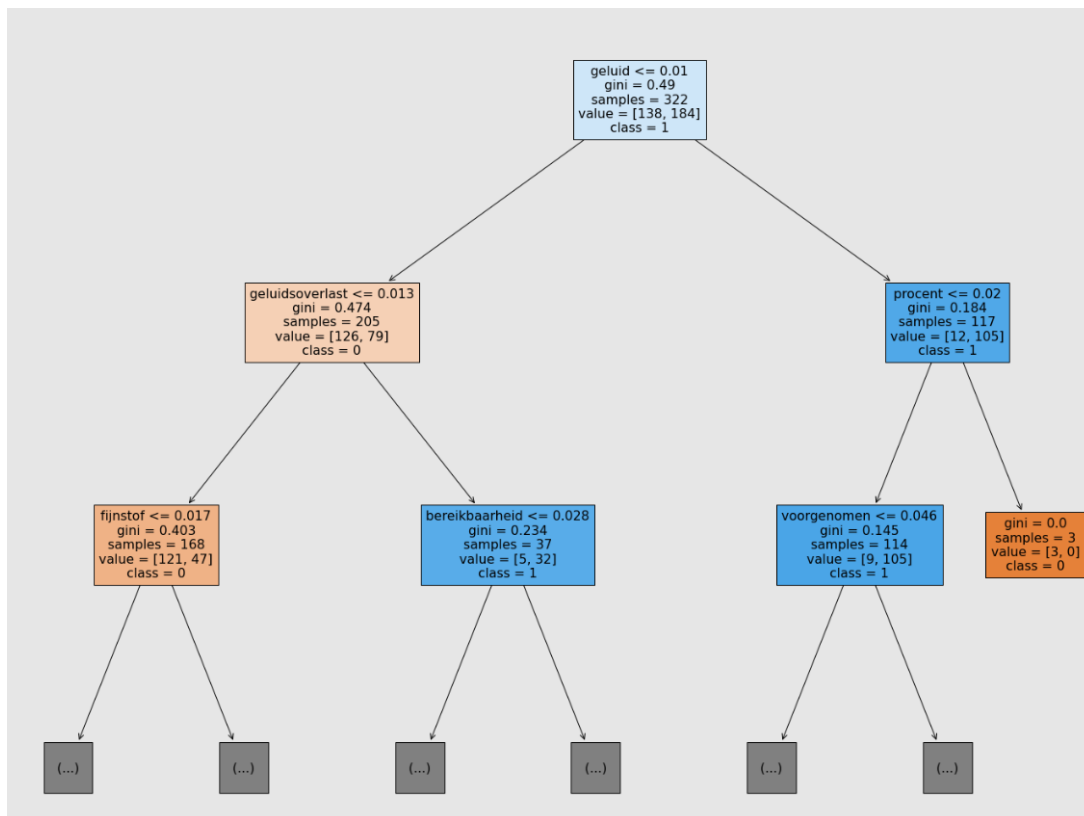 geluid <= 0.01
gini = 0.49
samples = 322
value = [138, 184]
class = 1
geluidsoverlast <= 0.013
gini = 0.474
samples = 205
value = [126, 79]
class = 0
procent <= 0.02
gini = 0.184
samples = 117
value = [12, 105]
class = 1
fijnstof <= 0.017
gini = 0.403
samples = 168
value = [121, 47]
class = 0
bereikbaarheid <= 0.028
gini = 0.234
samples = 37
value = [5, 32]
class = 1
voorgenomen <= 0.046
gini = 0.145
samples = 114
value = [9, 105]
class = 1
gini = 0.0
samples = 3
value = [3, 0]
class = 0
(...)
(...)
(...)
(...)
(...)
(...)